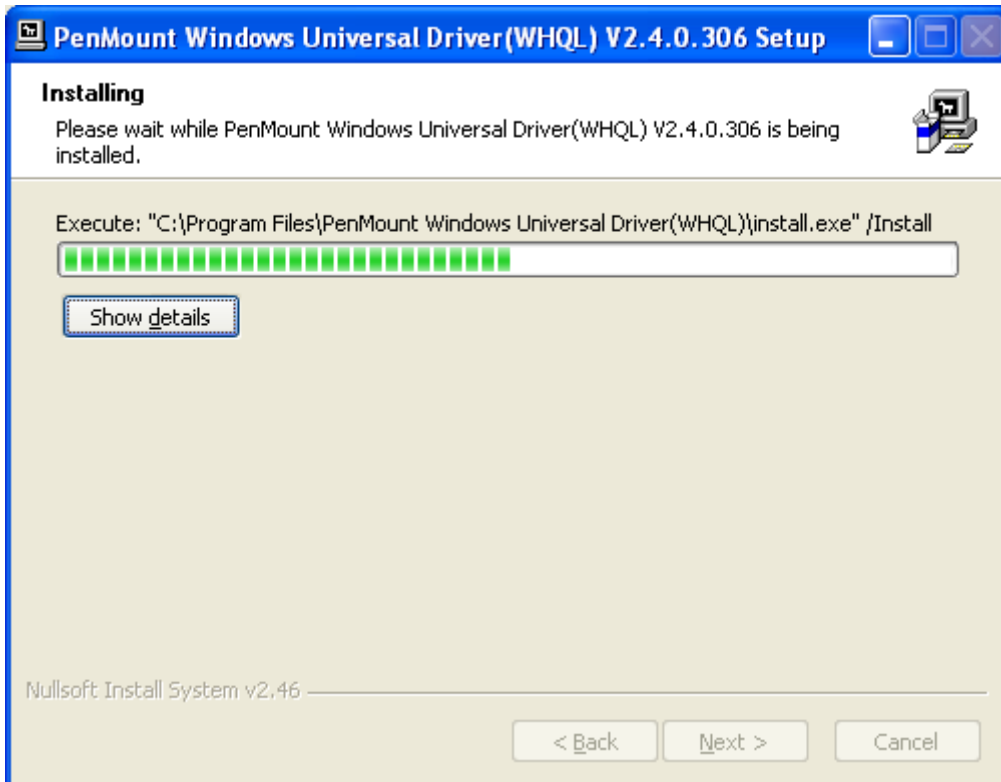 PenMount Windows Universal Driver(WHQL) V2.4.0.306 Setup
Installing
Please wait while PenMount Windows Universal Driver(WHQL) V2.4.0.306 is being
installed.
Execute: "C:\Program Files\PenMount Windows Universal Driver(WHQL)\install.exe" /Install
Show details
Nullsoft Install System v2.46
< Back Next > Cancel